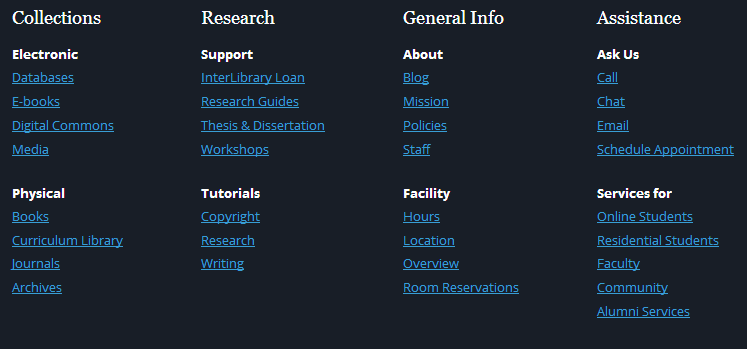 Collections
Electronic
Databases
E-books
Digital Commons
Media
Physical
Books
Curriculum Library
Journals
Archives
Research
Support
InterLibrary Loan
Research Guides
Thesis & Dissertation
Workshops
Tutorials
Copyright
Research
Writing
General Info
About
Blog
Mission
Policies
Staff
Facility
Hours
Location
Overview
Room Reservations
Assistance
Ask Us
Call
Chat
Email
Schedule Appointment
Services for
Online Students
Residential Students
Faculty
Community
Alumni Services